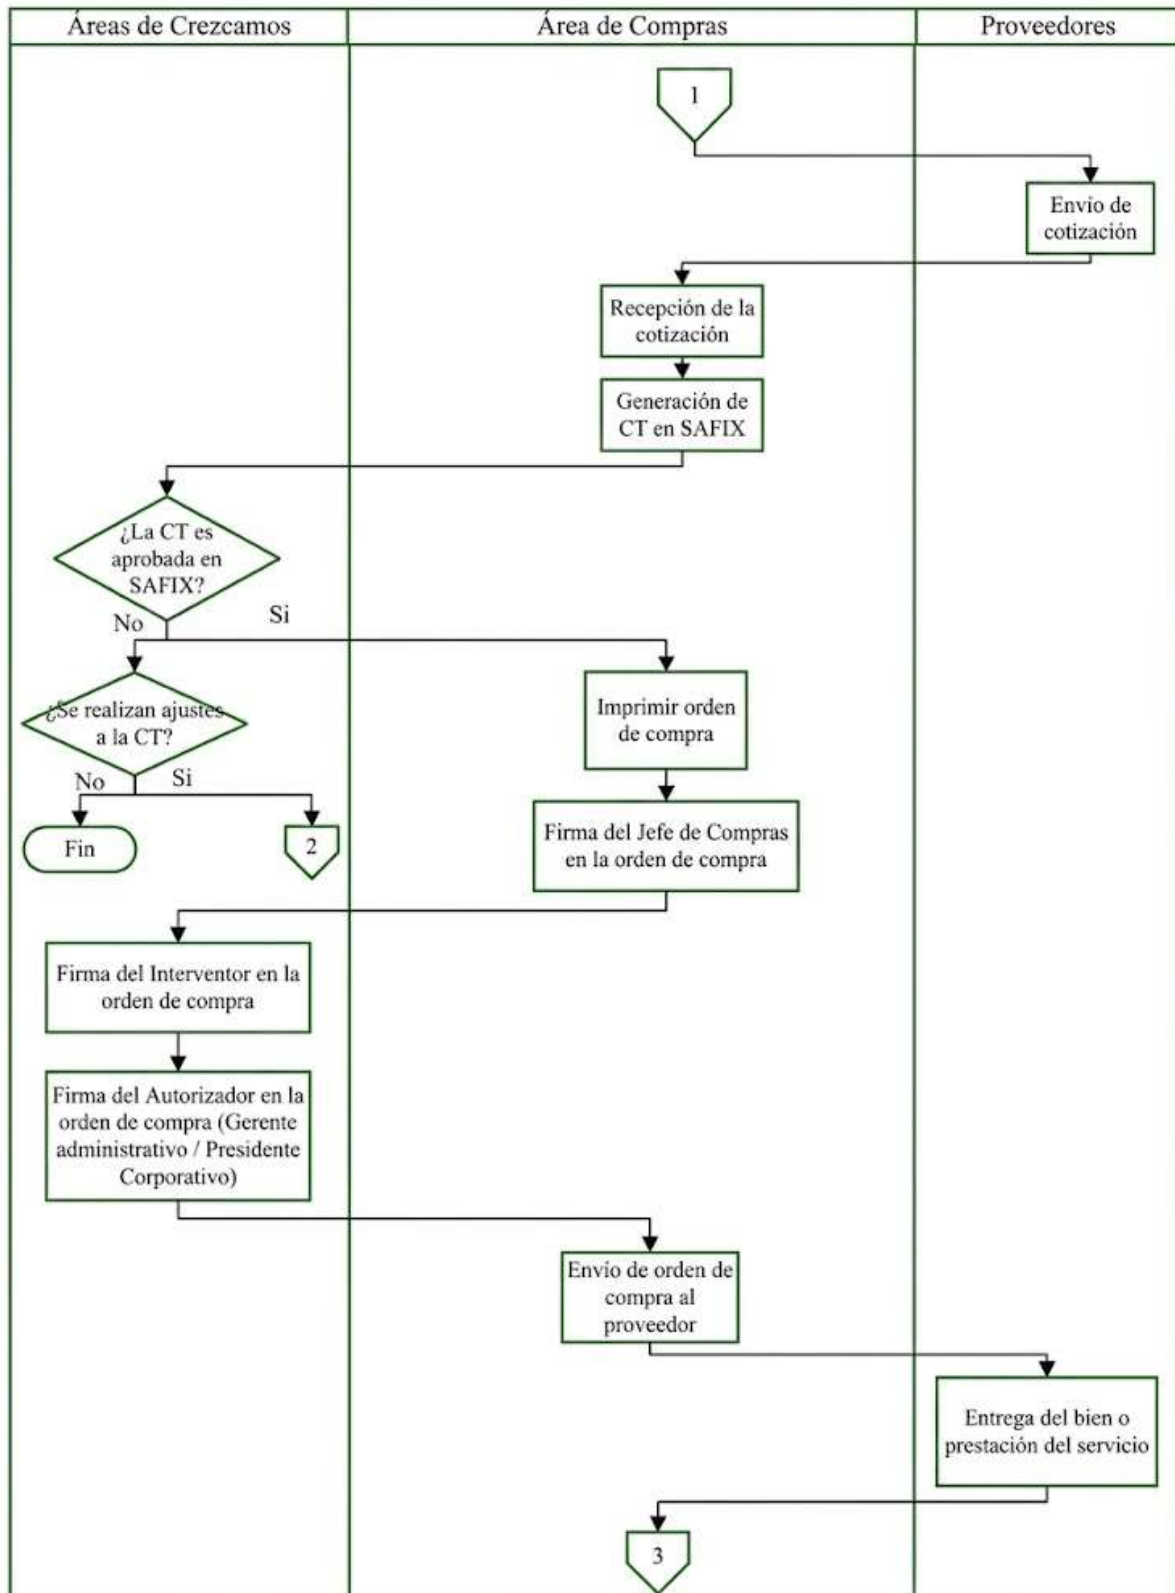 Áreas de Crezcamos
Área de Compras
Proveedores
1
Envío de
cotización
Recepción de la
cotización
Generación de
CT en SAFIX
¿La CT es
aprobada en
SAFIX?
No
Si
¿Se realizan ajustes
a la CT?
Imprimir orden
de compra
No
Si
Fin
2
Firma del Jefe de Compras
en la orden de compra
Firma del Interventor en la
orden de compra
Firma del Autorizador en la
orden de compra (Gerente
administrativo / Presidente
Corporativo)
Envío de orden de
compra al
proveedor
Entrega del bien o
prestación del servicio
3